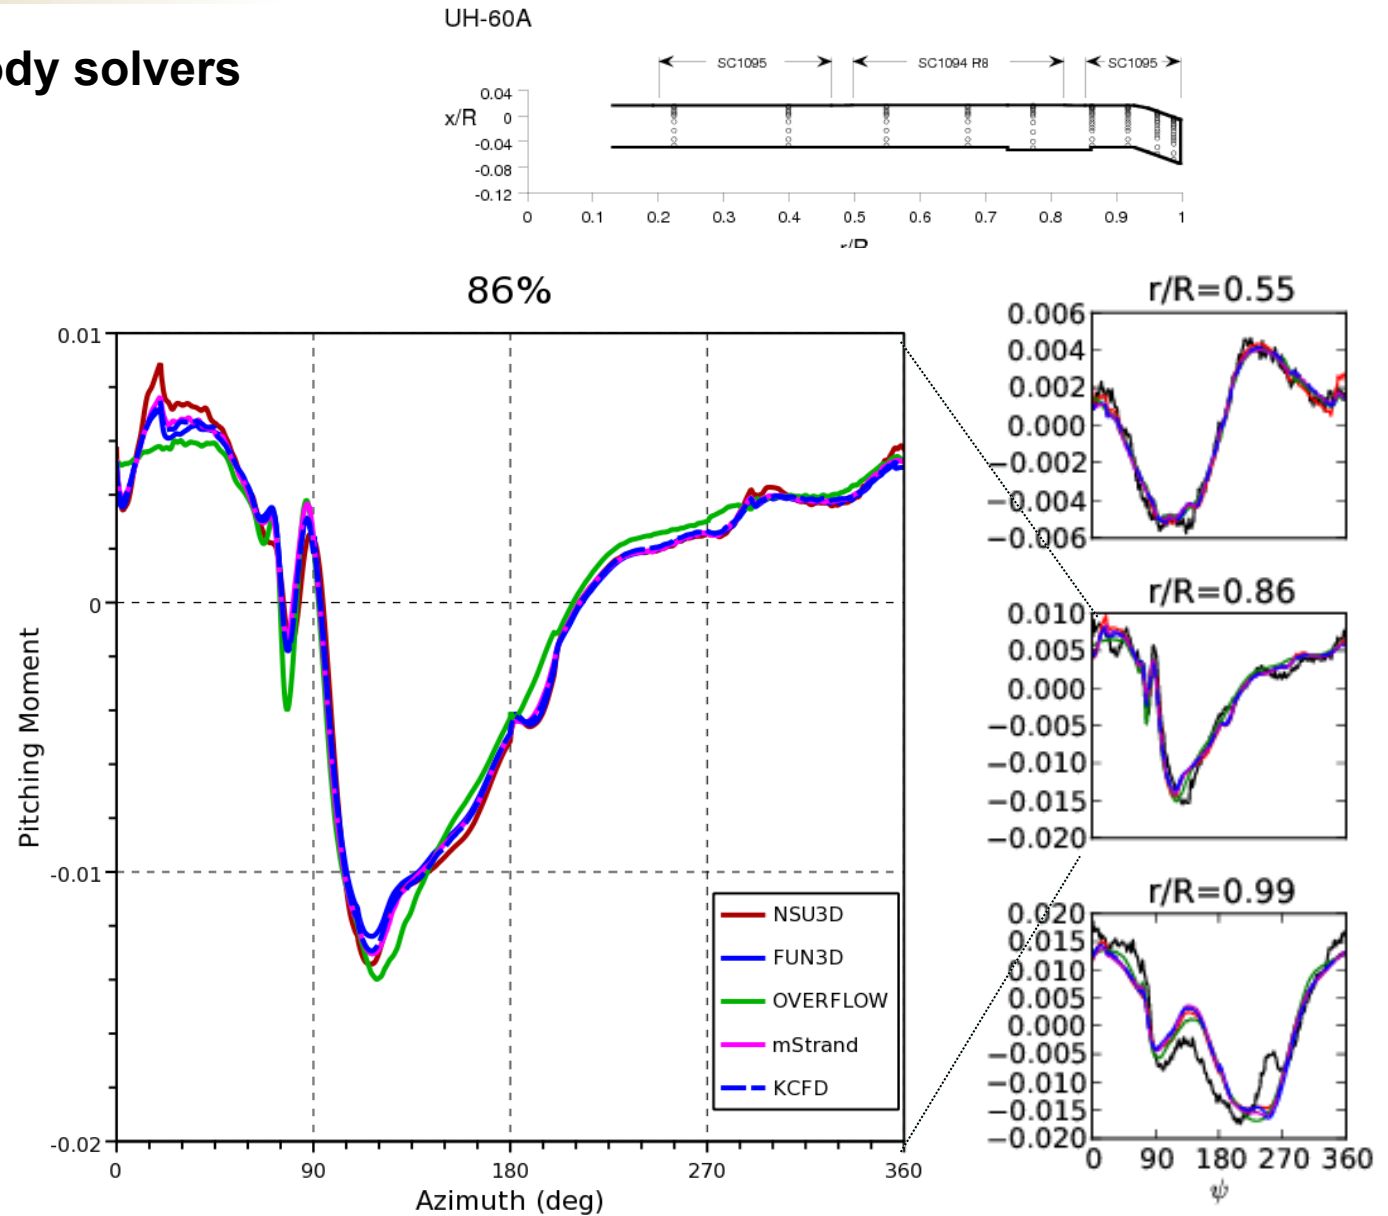 UH-60A
ody solvers
SC1095
SC1094 R8
SC1095
0.04
x/R
0
-0.04
-0.08
-0.12
0
0.1
0.2
0.3
0.4
0.5
0.6
0.7
0.8
0.9
1
r/R
86%
0.01
0
-0.01
-0.02
Pitching Moment
0
90
180
270
360
Azimuth (deg)
NSU3D
FUN3D
OVERFLOW
mStrand
KCFD
r/R=0.55
0.006
0.004
0.002
0.000
−0.002
−0.004
−0.006
r/R=0.86
0.010
0.005
0.000
−0.005
−0.010
−0.015
−0.020
r/R=0.99
0.020
0.015
0.010
0.005
0.000
−0.005
−0.010
−0.015
−0.020
0 90 180 270 360
ψ